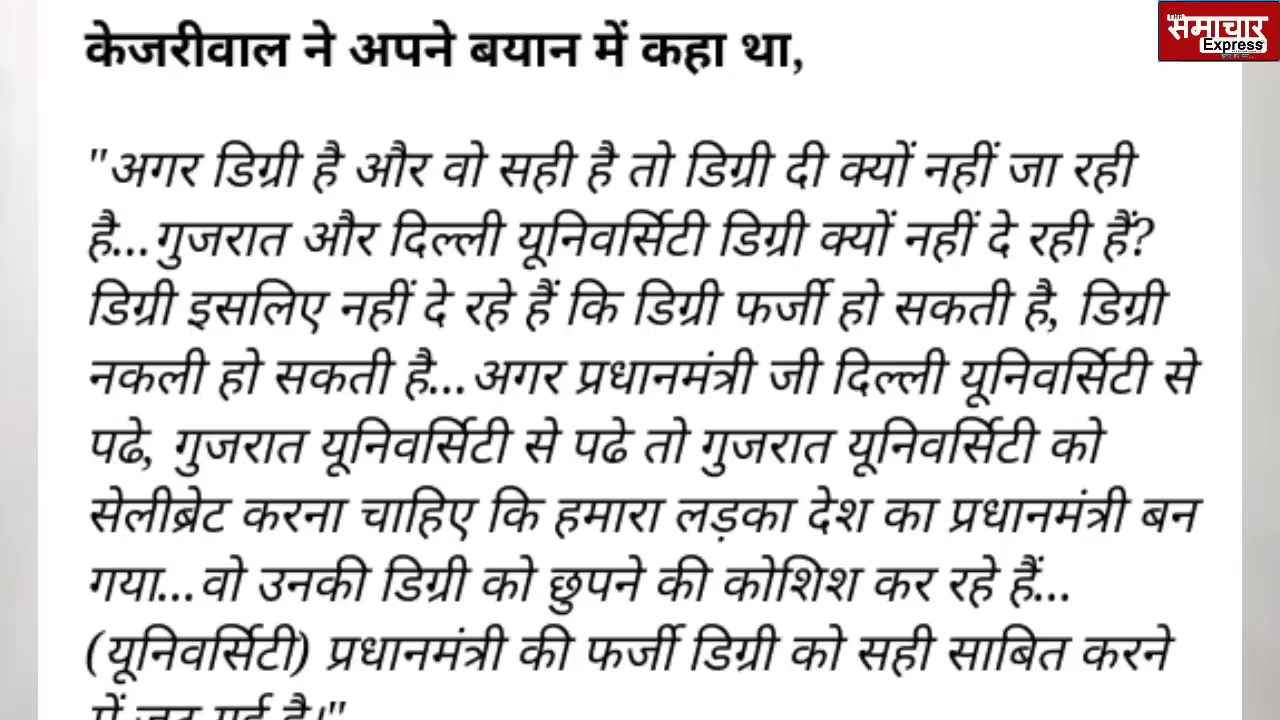 केजरीवाल ने अपने बयान में कहा था,
समाचार
Express
"अगर डिग्री है और वो सही है तो डिग्री दी क्यों नहीं जा रही
है...गुजरात और दिल्ली यूनिवर्सिटी डिग्री क्यों नहीं दे रही हैं?
डिग्री इसलिए नहीं दे रहे हैं कि डिग्री फर्जी हो सकती है, डिग्री
नकली हो सकती है...अगर प्रधानमंत्री जी दिल्ली यूनिवर्सिटी से
पढे, गुजरात यूनिवर्सिटी से पढे तो गुजरात यूनिवर्सिटी को
सेलीब्रेट करना चाहिए कि हमारा लड़का देश का प्रधानमंत्री बन
गया...वो उनकी डिग्री को छुपने की कोशिश कर रहे हैं...
(यूनिवर्सिटी) प्रधानमंत्री की फर्जी डिग्री को सही साबित करने
में जुट गई है।"